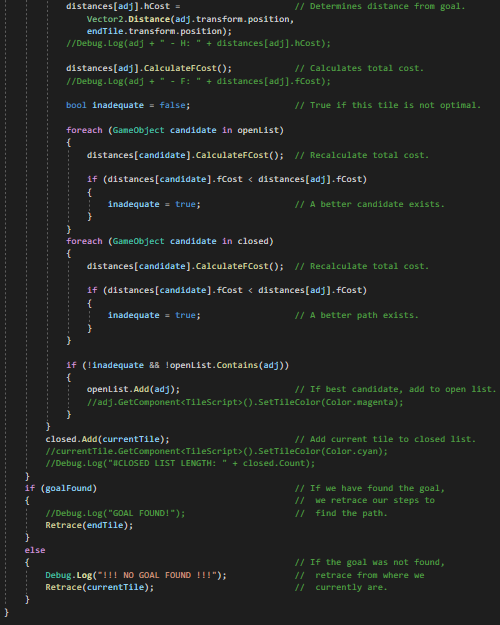 distances[adj].hCost =                      // Determines distance from goal.
    Vector2.Distance(adj.transform.position,
    endTile.transform.position);
//Debug.Log(adj + " - H: " + distances[adj].hCost);
distances[adj].CalculateFCost();            // Calculates total cost.
//Debug.Log(adj + " - F: " + distances[adj].fCost);
bool inadequate = false;                    // True if this tile is not optimal.
foreach (GameObject candidate in openList)
{
    distances[candidate].CalculateFCost();  // Recalculate total cost.
    if (distances[candidate].fCost < distances[adj].fCost)
    {
        inadequate = true;                  // A better candidate exists.
    }
}
foreach (GameObject candidate in closed)
{
    distances[candidate].CalculateFCost();  // Recalculate total cost.
    if (distances[candidate].fCost < distances[adj].fCost)
    {
        inadequate = true;                  // A better path exists.
    }
}
if (!inadequate && !openList.Contains(adj))
{
    openList.Add(adj);                      // If best candidate, add to open list.
    //adj.GetComponent<TileScript>().SetTileColor(Color.magenta);
}
}
closed.Add(currentTile);                        // Add current tile to closed list.
//currentTile.GetComponent<TileScript>().SetTileColor(Color.cyan);
//Debug.Log("#CLOSED LIST LENGTH: " + closed.Count);
}
if (goalFound)                                      // If we have found the goal,
{                                                   //  we retrace our steps to
    //Debug.Log("GOAL FOUND!");                     //  find the path.
    Retrace(endTile);
}
else
{                                                   // If the goal was not found,
    Debug.Log("!!! NO GOAL FOUND !!!");             //  retrace from where we
    Retrace(currentTile);                           //  currently are.
}
}